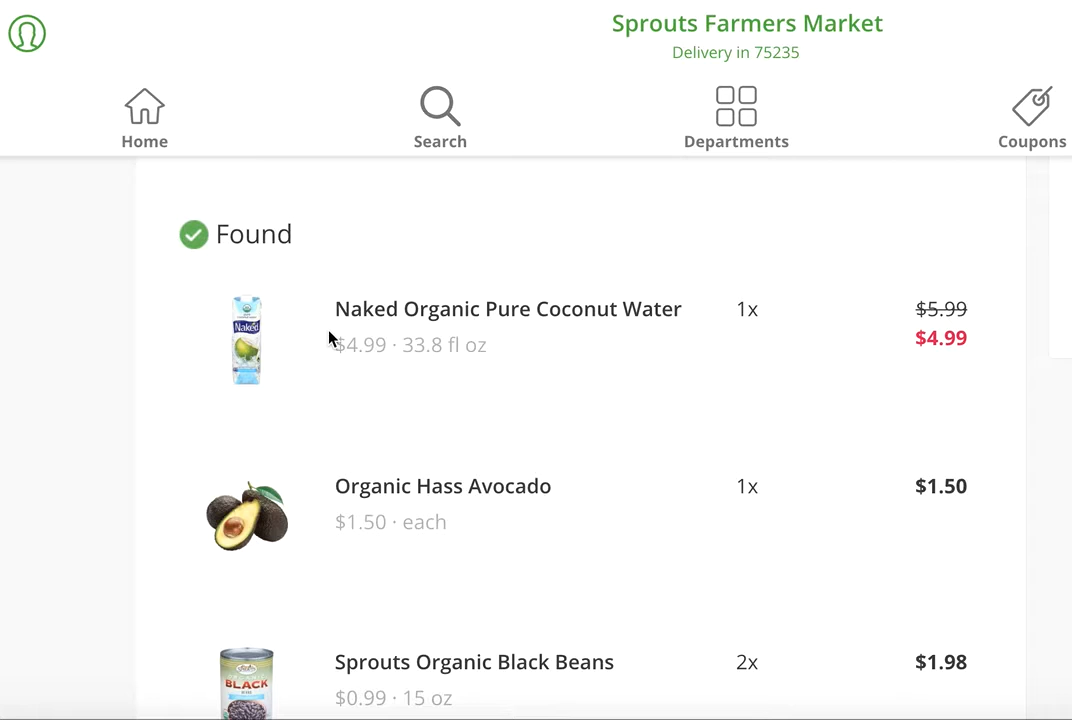 Sprouts Farmers Market
Delivery in 75235
Home
Search
Departments
Coupons
Found
Naked Organic Pure Coconut Water
1x
$5.99
$4.99 · 33.8 fl oz
$4.99
Naked
Organic Hass Avocado
1x
$1.50
$1.50 · each
Sprouts Organic Black Beans
2x
$1.98
$0.99 · 15 oz
BLACK